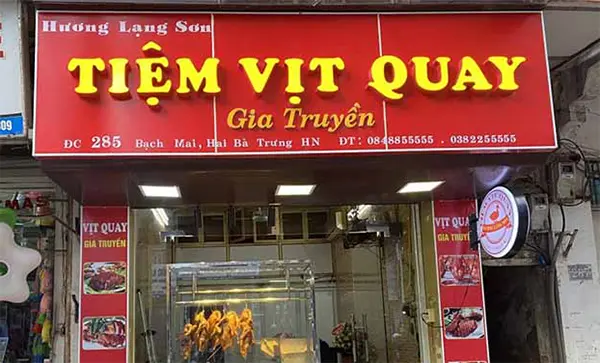 Hương Lạng Sơn
TIỆM VỊT QUAY
Gia Truyền
ĐC 285 Bạch Mai, Hai Bà Trưng HN ĐT: 0848855555 . 0382255555
VỊT QUAY
GIA TRUYỀN
VỊT QUAY
GIA TRUYỀN